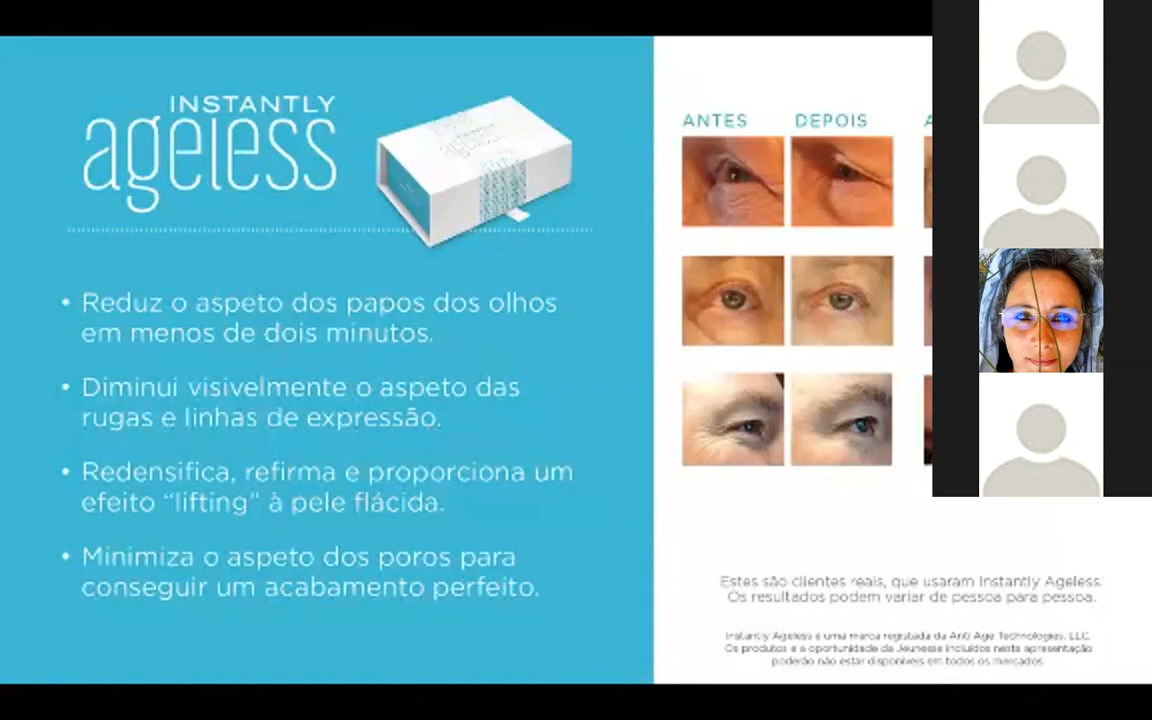 INSTANTLY
ageless
• Reduz o aspeto dos papos dos olhos
em menos de dois minutos.
• Diminui visivelmente o aspeto das
rugas e linhas de expressão.
• Redensifica, refirma e proporciona um
efeito “lifting” à pele flácida.
• Minimiza o aspeto dos poros para
conseguir um acabamento perfeito.
ANTES DEPOIS
Estes são clientes reais, que usaram Instantly Ageless.
Os resultados podem variar de pessoa para pessoa.
Instantly Ageless é uma marca registada da Anti Age Technologies, LLC.
Os produtos e a oportunidade da Jeunesse incluídos neste apresentação
poderão não estar disponíveis em todos os mercados.